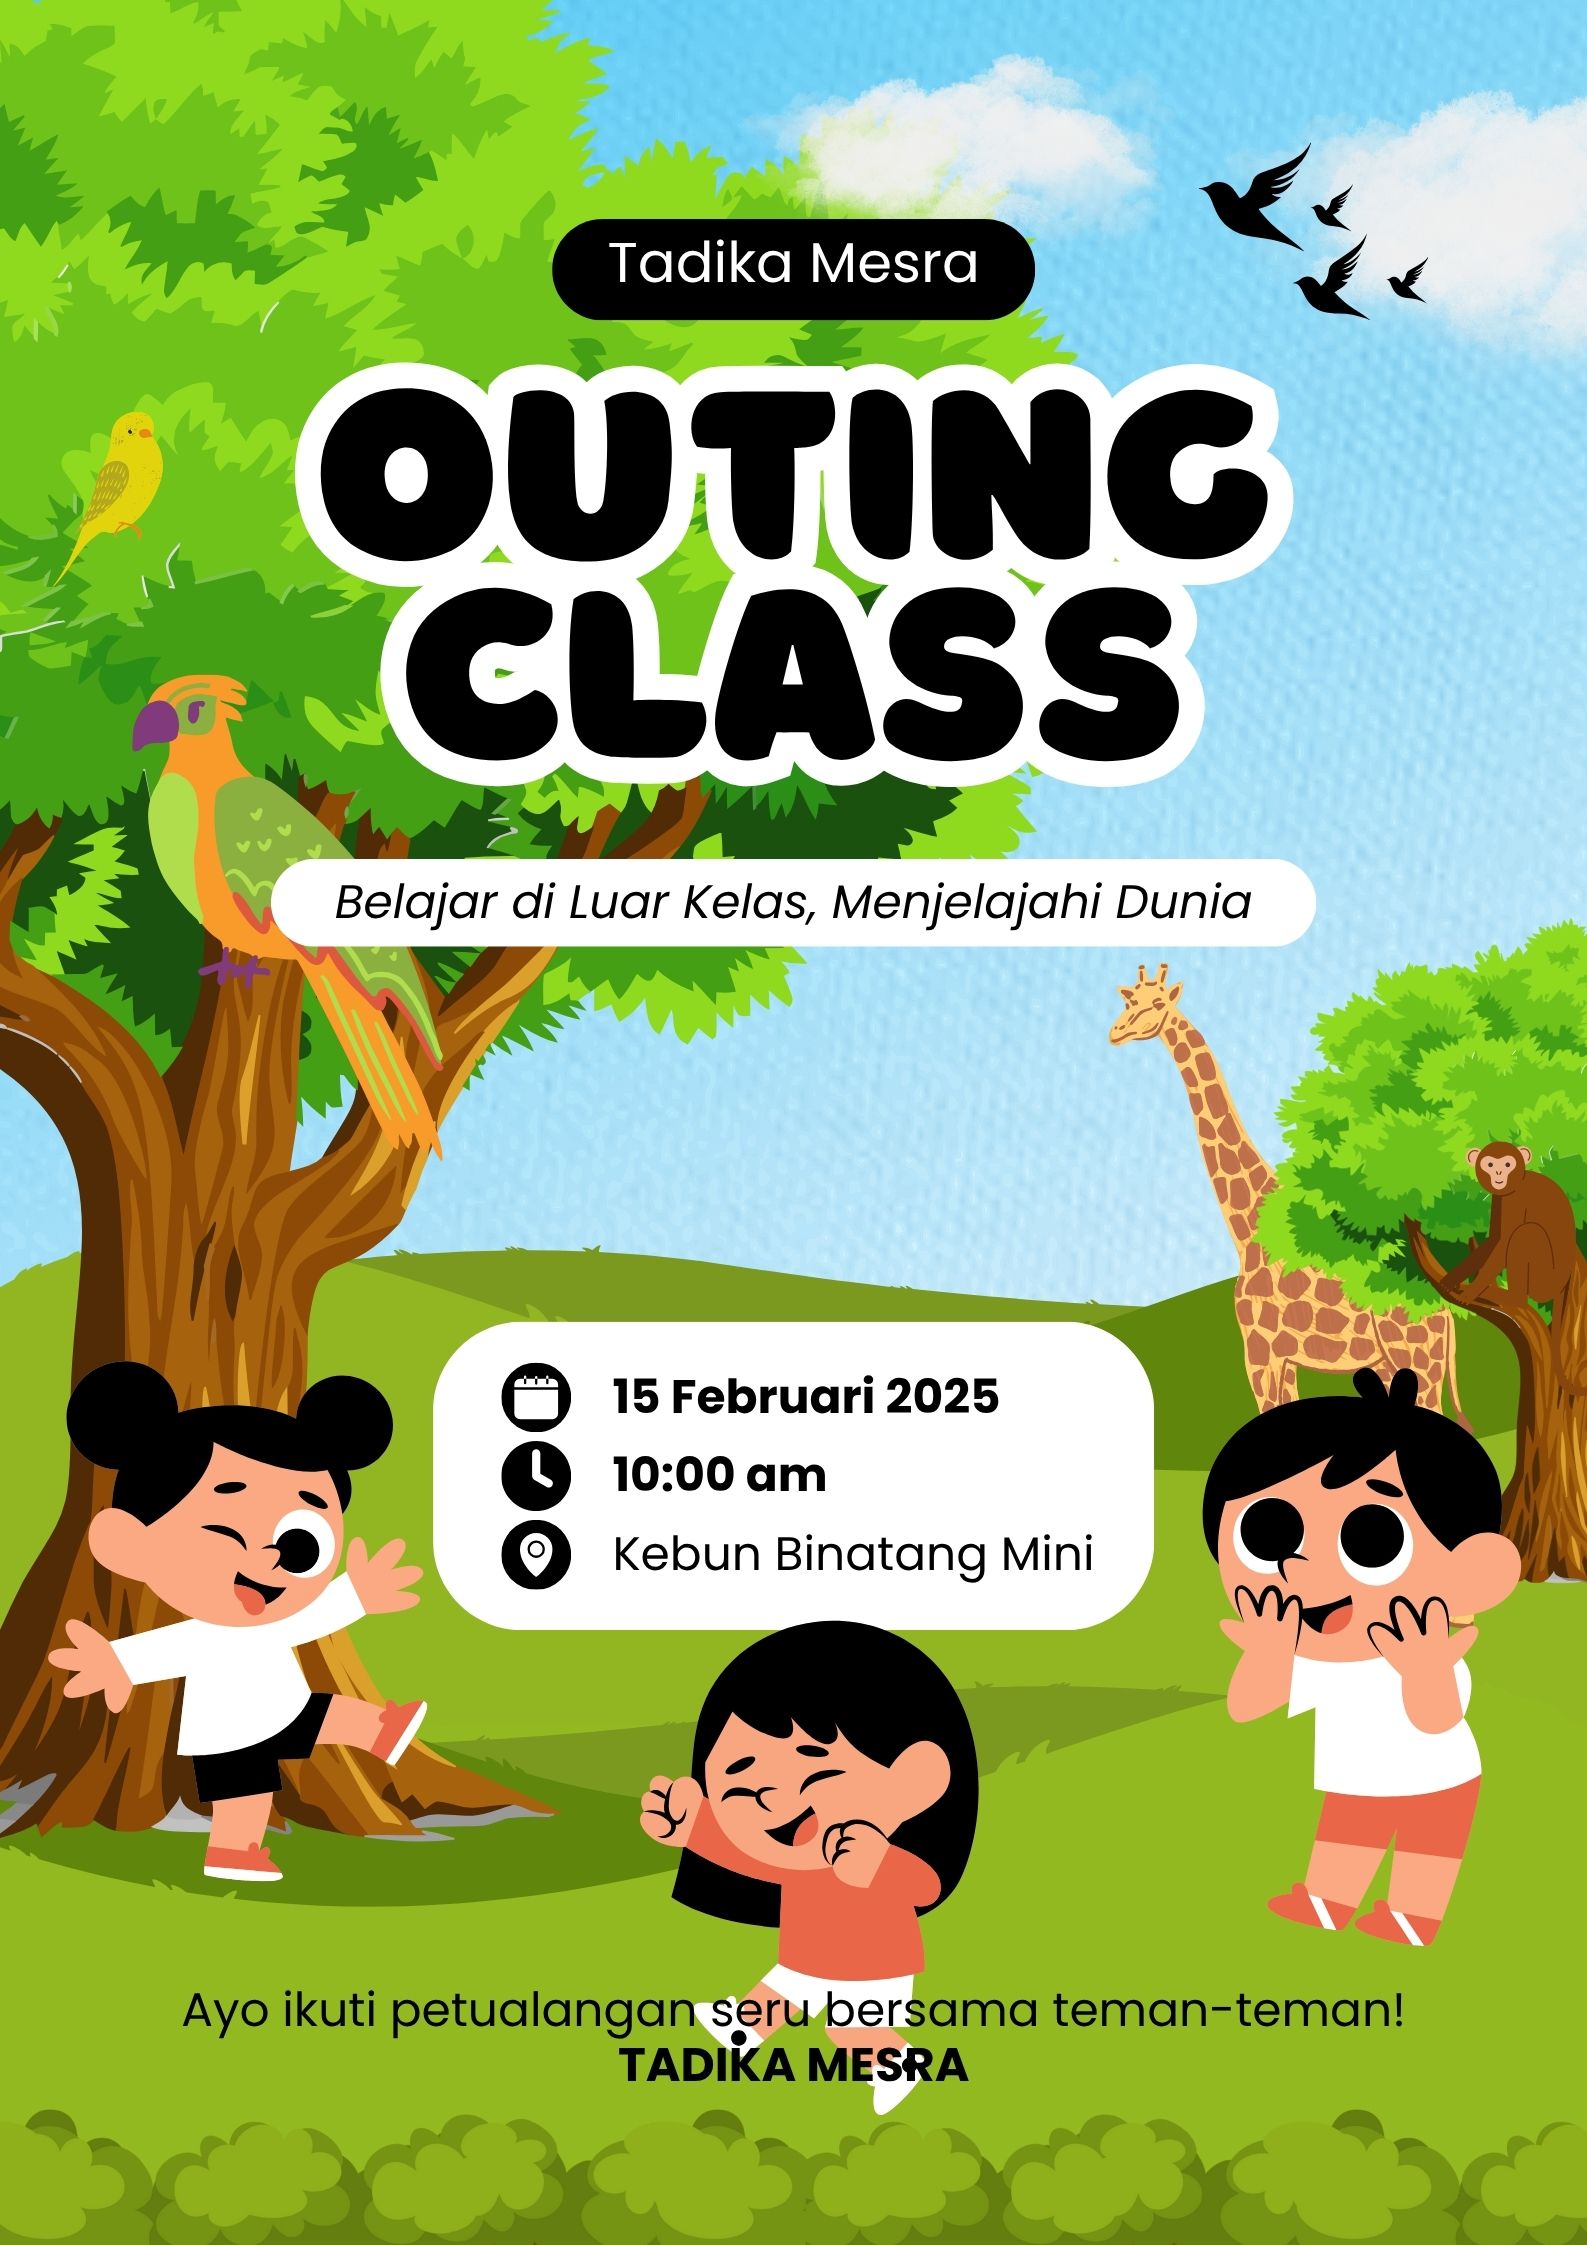 Tadika Mesra
OUTING
CLASS
Belajar di Luar Kelas, Menjelajahi Dunia
15 Februari 2025
10:00 am
Kebun Binatang Mini
Ayo ikuti petualangan seru bersama teman-teman!
TADIKA MESRA